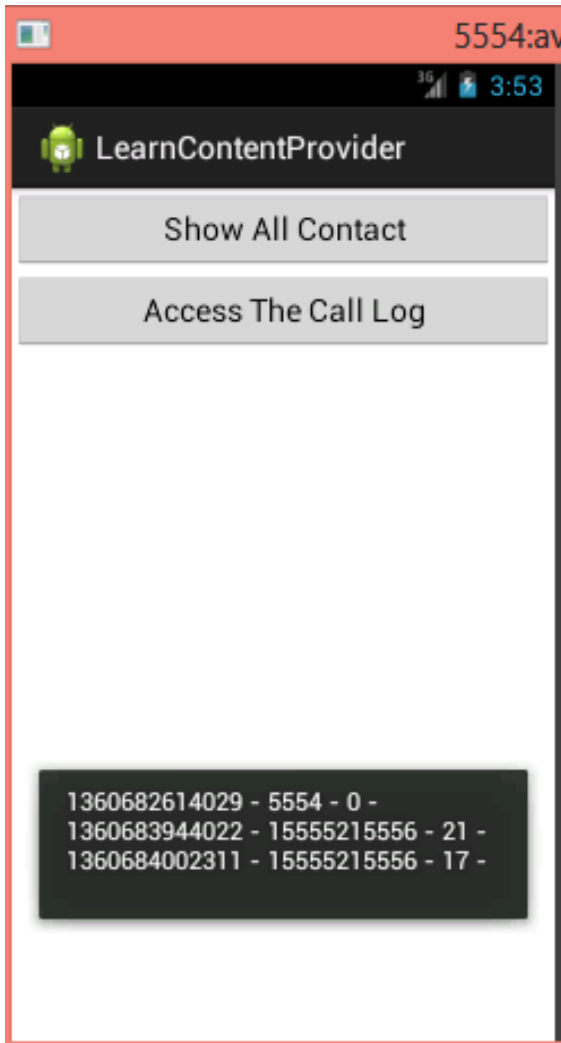 5554:av
3G 3:53
LearnContentProvider
Show All Contact
Access The Call Log
1360682614029 - 5554 - 0 -
1360683944022 - 15555215556 - 21 -
1360684002311 - 15555215556 - 17 -